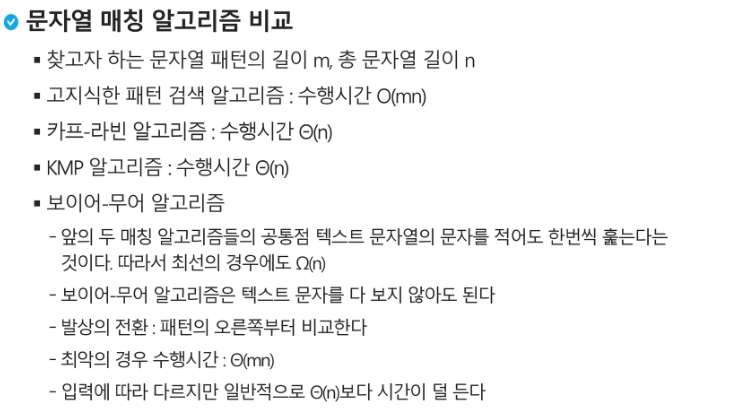 문자열 매칭 알고리즘 비교
▪ 찾고자 하는 문자열 패턴의 길이 m, 총 문자열 길이 n
▪ 고지식한 패턴 검색 알고리즘 : 수행시간 O(mn)
▪ 카프-라빈 알고리즘 : 수행시간 Θ(n)
▪ KMP 알고리즘 : 수행시간 Θ(n)
▪ 보이어-무어 알고리즘
- 앞의 두 매칭 알고리즘들의 공통점 텍스트 문자열의 문자를 적어도 한번씩 훑는다는
것이다. 따라서 최선의 경우에도 Ω(n)
- 보이어-무어 알고리즘은 텍스트 문자를 다 보지 않아도 된다
- 발상의 전환 : 패턴의 오른쪽부터 비교한다
- 최악의 경우 수행시간 : Θ(mn)
- 입력에 따라 다르지만 일반적으로 Θ(n)보다 시간이 덜 든다